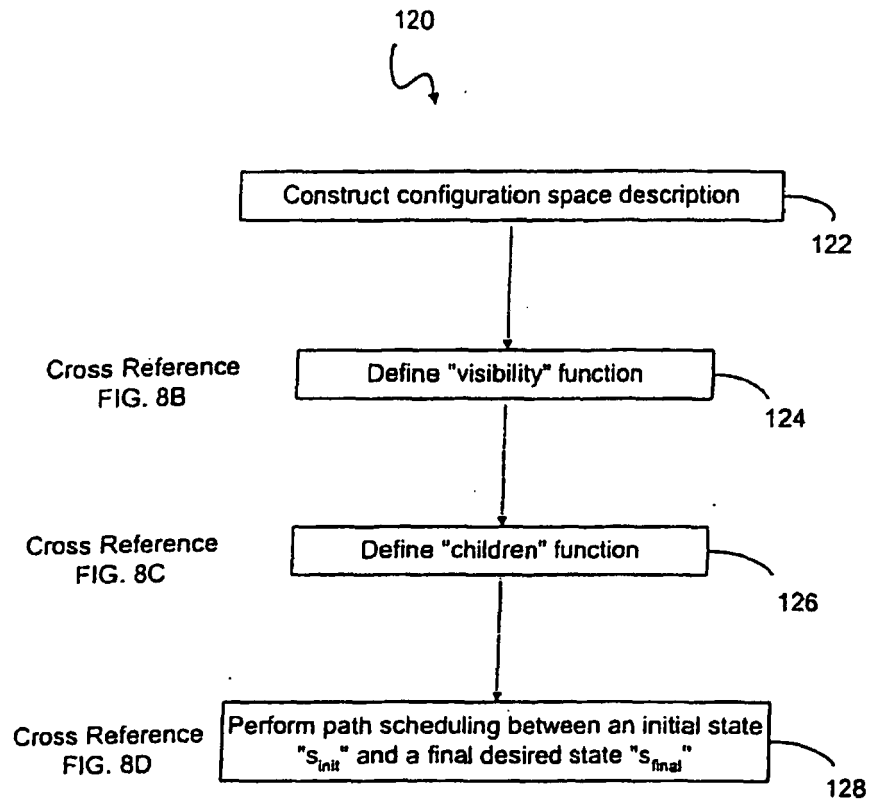 120
Construct configuration space description
122
Cross Reference
FIG. 8B
Define "visibility" function
124
Cross Reference
FIG. 8C
Define "children" function
126
Cross Reference
FIG. 8D
Perform path scheduling between an initial state
"s_init" and a final desired state "s_final"
128